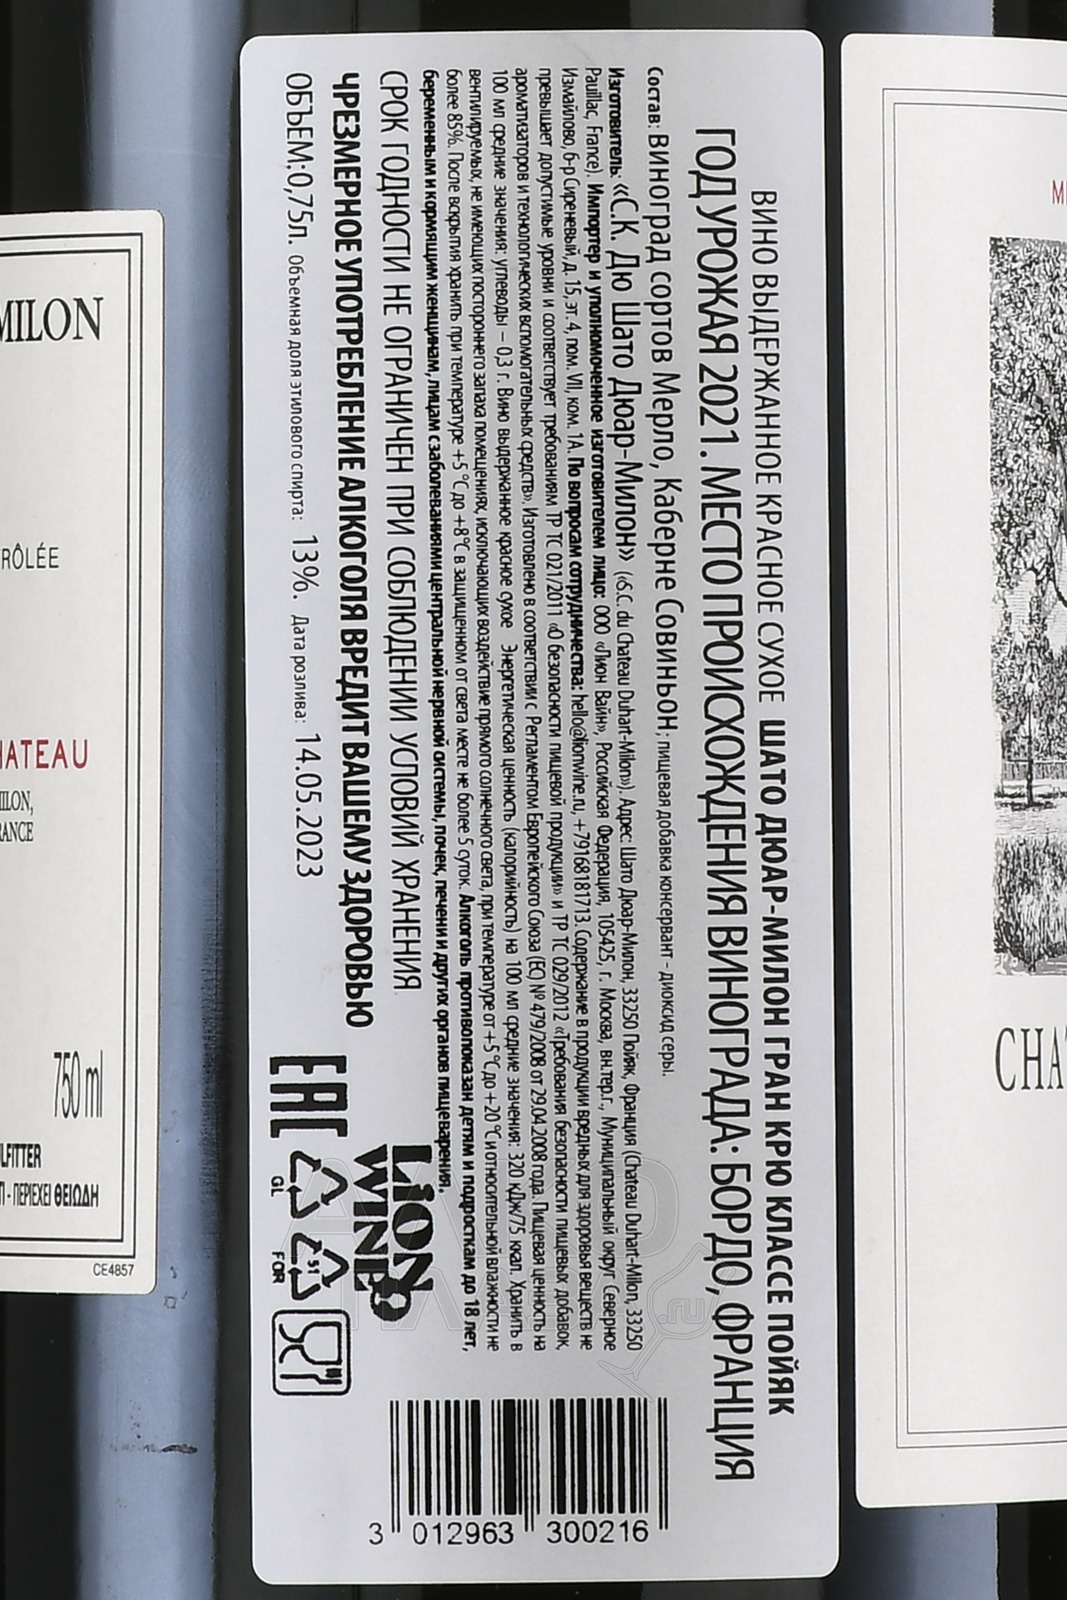 ВИНО ВЫДЕРЖАННОЕ КРАСНОЕ СУХОЕ ШАТО ДЮАР-МИЛОН ГРАН КРЮ КЛАССЕ ПОЙЯК
ГОД УРОЖАЯ 2021. МЕСТО ПРОИСХОЖДЕНИЯ ВИНОГРАДА: БОРДО, ФРАНЦИЯ
Состав: ВИНОГРАД СОРТОВ Мерло, Каберне Совиньон; пищевая добавка консервант - диоксид серы.
Изготовитель: «С.К. Дю Шато Дюар-Милон» («S.C. du Chateau Duhart-Milon») Адрес: Шато Дюар-Милон, 33250 Пойяк, Франция (Chateau Duhart-Milon, 33250
Pauillac, France). Импортер и уполномоченное изготовителем лицо: ООО «Лион Вайн», Российская Федерация, 105425, г. Москва, вн.тер.г., Муниципальный округ Северное
Измайлово, б-р Сиреневый, д. 15, эт. 4, пом. VII, ком. 1А. По вопросам сотрудничества: hello@lionwine.ru, +79168181713. Содержание в продукции вредных для здоровья веществ не
превышает допустимые уровни и соответствует требованиям ТР ТС 021/2011 «О безопасности пищевой продукции» и ТР ТС 029/2012 «Требования безопасности пищевых добавок,
ароматизаторов и технологических вспомогательных средств». Изготовлено в соответствии с Регламентом Европейского Союза (ЕС) № 479/2008 от 29.04.2008 года. Пищевая ценность на
100 мл средние значения: углеводы – 0,3 г. Вино выдержанное красное сухое Энергетическая ценность (калорийность) на 100 мл средние значения: 320 кДж/75 ккал. Хранить в
вентилируемых, не имеющих постороннего запаха помещениях, исключающих воздействие прямого солнечного света, при температуре от +5 °С до +20 °С и относительной влажности не
более 85%. После вскрытия хранить при температуре +5 °С до +8°С в защищенном от света месте не более 5 суток. Алкоголь противопоказан детям и подросткам до 18 лет,
беременным и кормящим женщинам, лицам с заболеваниями центральной нервной системы, почек, печени и других органов пищеварения.
СРОК ГОДНОСТИ НЕ ОГРАНИЧЕН ПРИ СОБЛЮДЕНИИ УСЛОВИЙ ХРАНЕНИЯ
ЧРЕЗМЕРНОЕ УПОТРЕБЛЕНИЕ АЛКОГОЛЯ ВРЕДИТ ВАШЕМУ ЗДОРОВЬЮ
ОБЪЕМ:0,75л. Объемная доля этилового спирта: 13%. Дата розлива: 14.05.2023
LION
WINE
EAC
GL
51
FOR
3 012963 300216
MILON
RÔLÉE
HATEAU
ILON,
RANCE
750 ml
LFITTER
ΠΕΡΙΕΧΕΙ ΘΕΙΩΔΗ
CE4857
CHA
.ru